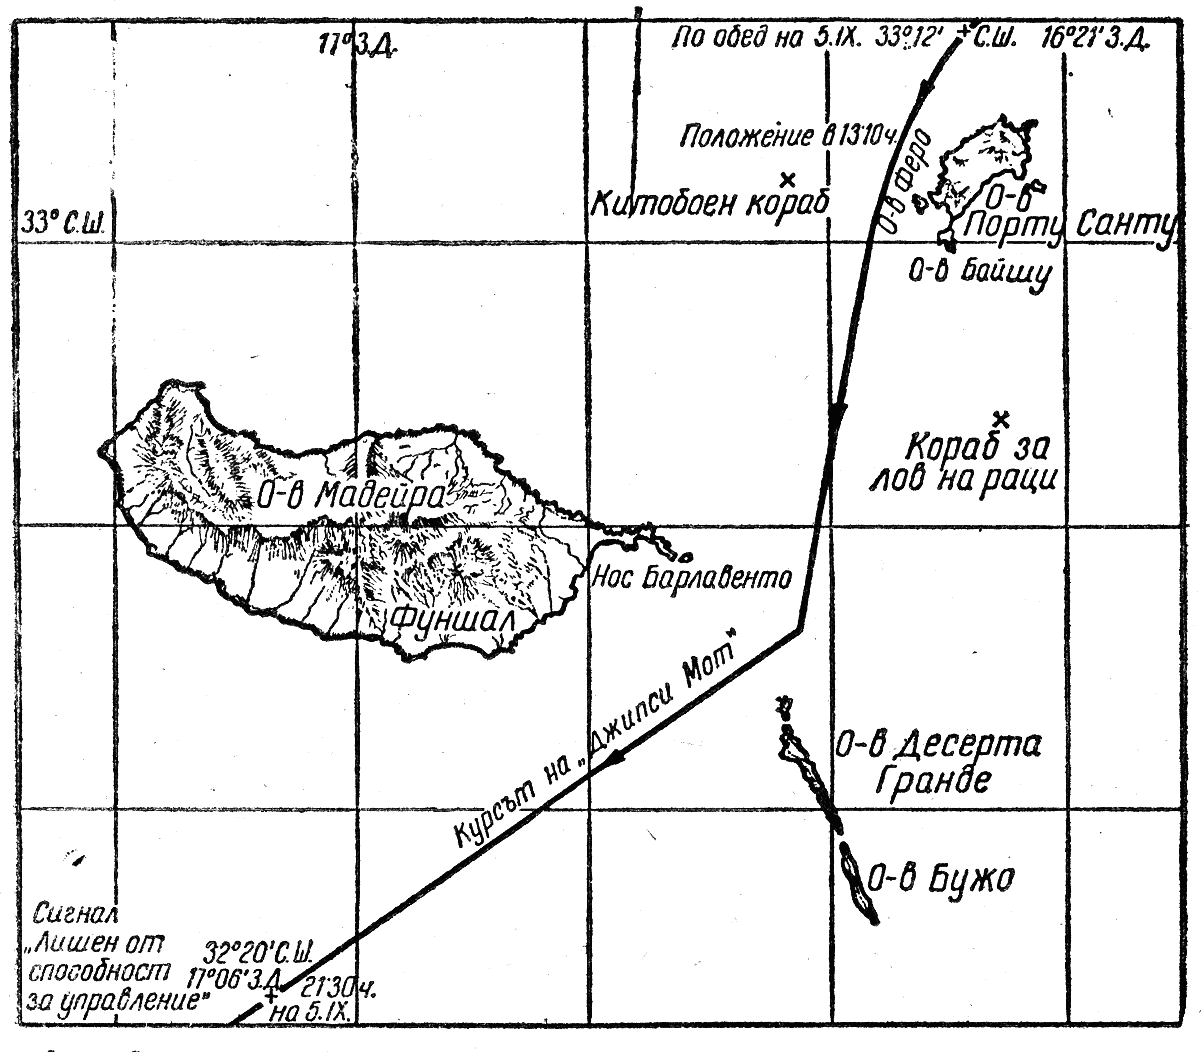 17° З.Д.
По обед на 5.IX. 33°12' С.Ш. 16°21' З.Д.
Положение в 13:10 ч.
О-в Феро
Китобоен кораб
О-в
Порту Санту
33° С.Ш.
О-в Байшу
Кораб за
лов на раци
О-в Мадейра
Нос Барлавенто
Фуншал
Курсът на „Джипси Мот"
О-в Десерта
Гранде
О-в Бужо
Сигнал
„Лишен от
способност
за управление"
32°20' С.Ш.
17°06' З.Д.
21:30 ч.
на 5.IX.